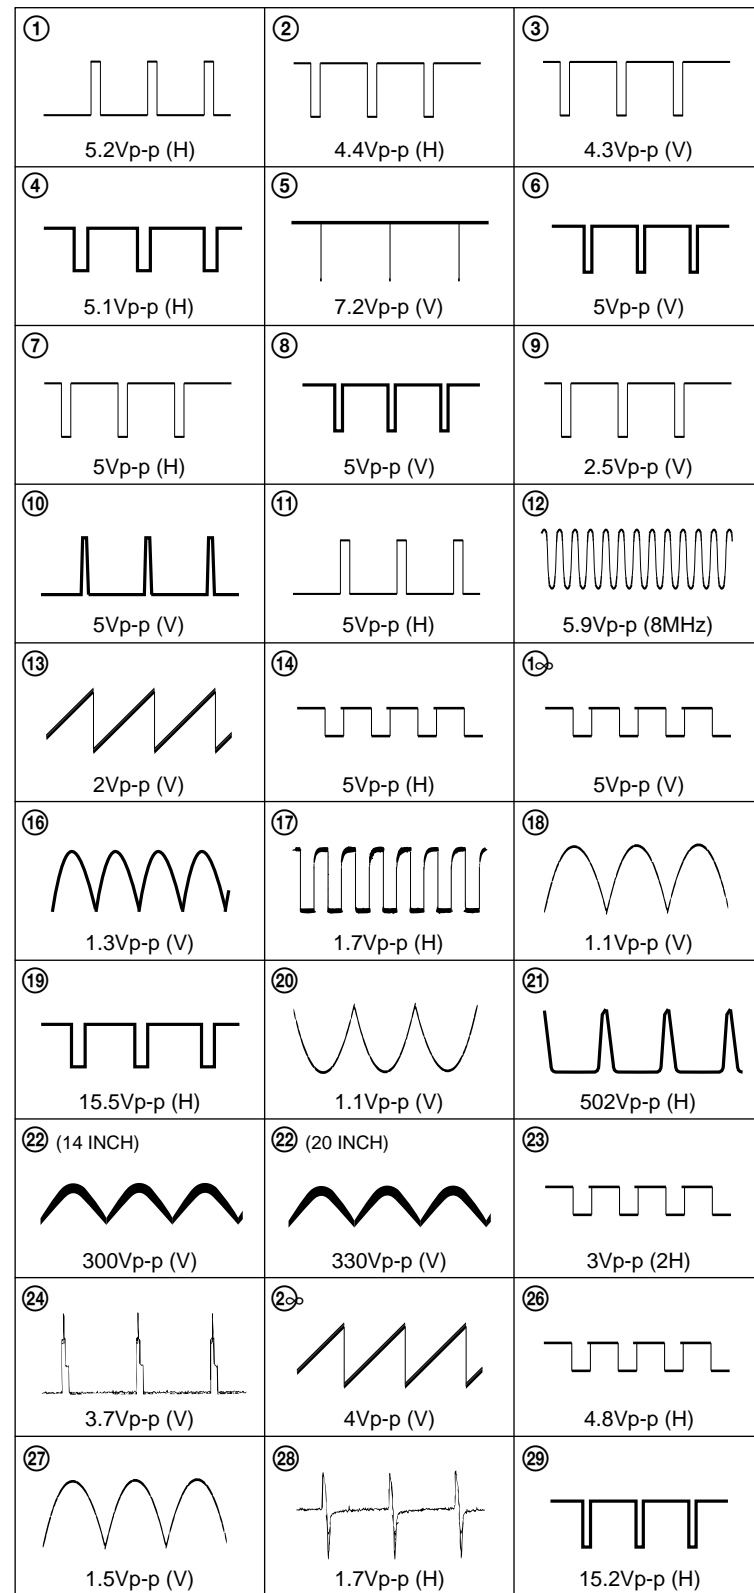 ① ② ③
5.2Vp-p (H) 4.4Vp-p (H) 4.3Vp-p (V)
④ ⑤ ⑥
5.1Vp-p (H) 7.2Vp-p (V) 5Vp-p (V)
⑦ ⑧ ⑨
5Vp-p (H) 5Vp-p (V) 2.5Vp-p (V)
⑩ ⑪ ⑫
5Vp-p (V) 5Vp-p (H) 5.9Vp-p (8MHz)
⑬ ⑭ 1∞
2Vp-p (V) 5Vp-p (H) 5Vp-p (V)
⑯ ⑰ ⑱
1.3Vp-p (V) 1.7Vp-p (H) 1.1Vp-p (V)
⑲ ⑳ ㉑
15.5Vp-p (H) 1.1Vp-p (V) 502Vp-p (H)
㉒ (14 INCH) ㉒ (20 INCH) ㉓
300Vp-p (V) 330Vp-p (V) 3Vp-p (2H)
㉔ 2∞ ㉖
3.7Vp-p (V) 4Vp-p (V) 4.8Vp-p (H)
㉗ ㉘ ㉙
1.5Vp-p (V) 1.7Vp-p (H) 15.2Vp-p (H)